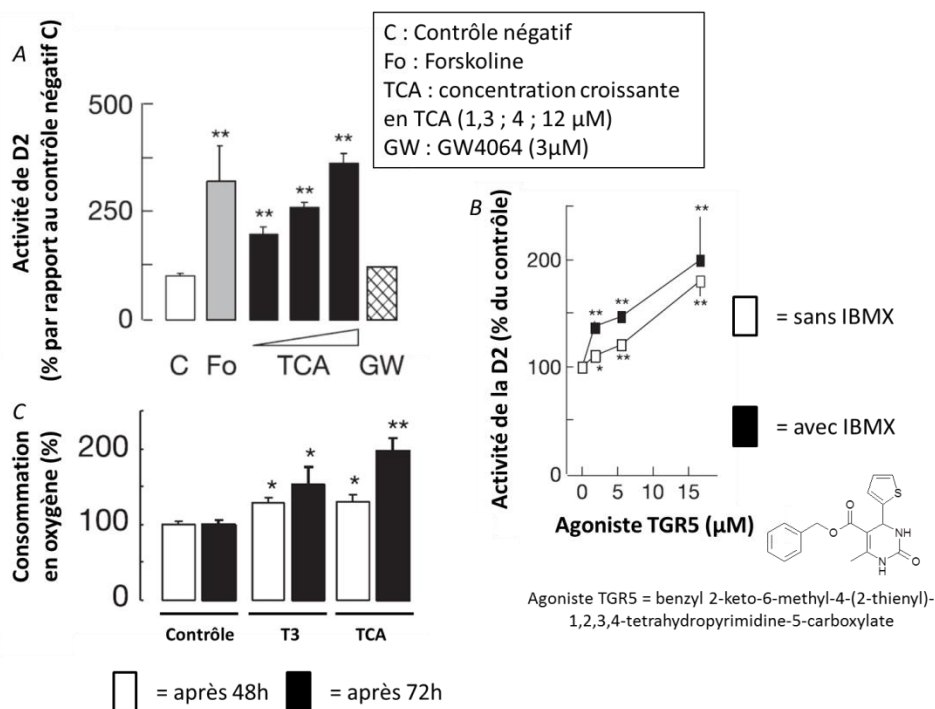 C : Contrôle négatif
Fo : Forskoline
TCA : concentration croissante
en TCA (1,3 ; 4 ; 12 µM)
GW : GW4064 (3µM)
A
Activité de D2
(% par rapport au contrôle négatif C)
500
250
0
**
**
**
**
C Fo TCA GW
B
Activité de la D2 (% du contrôle)
200
100
0
**
**
**
*
**
**
0 5 10 15
Agoniste TGR5 (µM)
= sans IBMX
= avec IBMX
S
O
O
NH
N
H
O
Agoniste TGR5 = benzyl 2-keto-6-methyl-4-(2-thienyl)-
1,2,3,4-tetrahydropyrimidine-5-carboxylate
C
Consommation
en oxygène (%)
200
100
0
*
*
*
**
Contrôle T3 TCA
= après 48h = après 72h